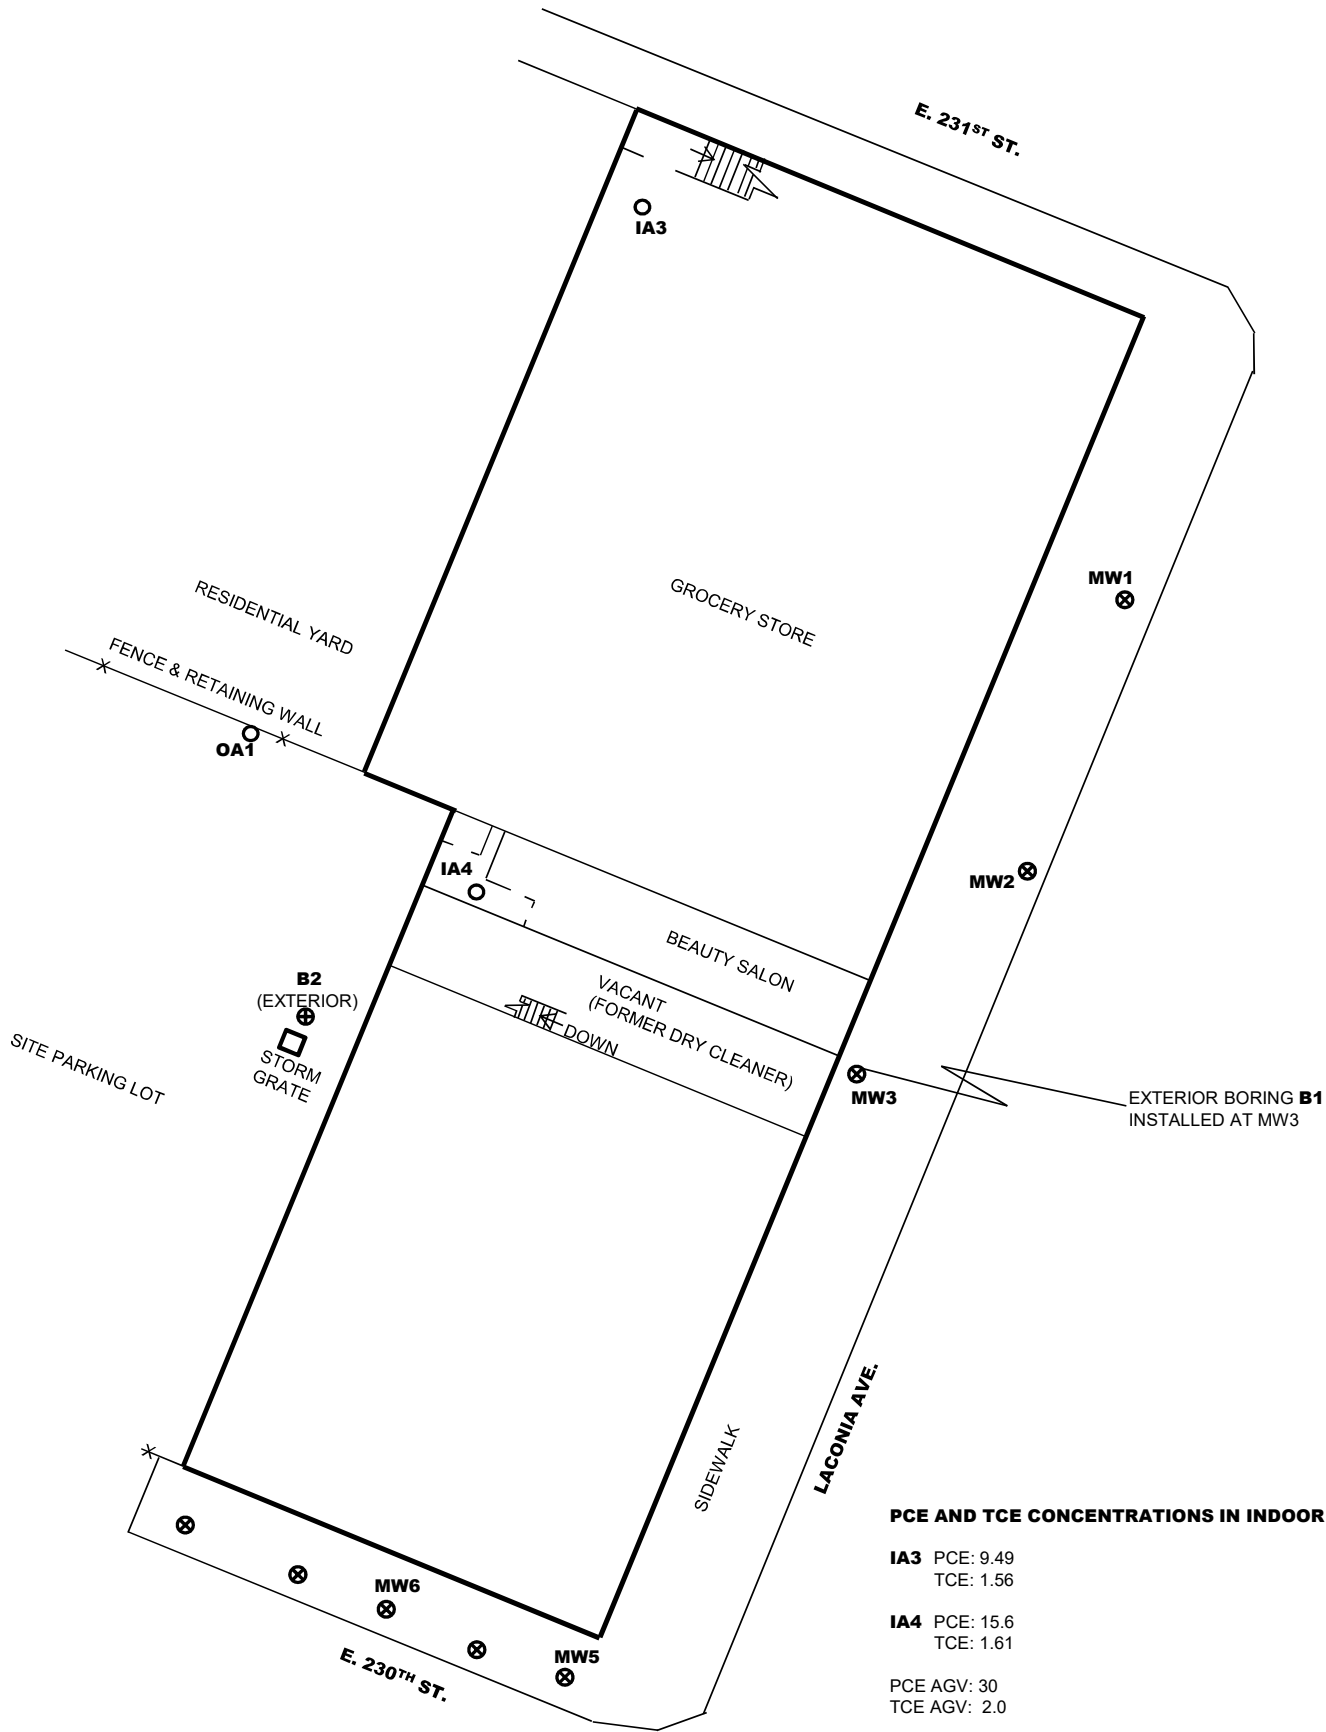 E. 231ST ST.
IA3
MW1
GROCERY STORE
RESIDENTIAL YARD
FENCE & RETAINING WALL
OA1
IA4
MW2
BEAUTY SALON
B2
(EXTERIOR)
VACANT
(FORMER DRY CLEANER)
DOWN
STORM
GRATE
SITE PARKING LOT
MW3
EXTERIOR BORING B1
INSTALLED AT MW3
LACONIA AVE.
SIDEWALK
MW6
MW5
E. 230TH ST.
PCE AND TCE CONCENTRATIONS IN INDOOR
IA3 PCE: 9.49
TCE: 1.56
IA4 PCE: 15.6
TCE: 1.61
PCE AGV: 30
TCE AGV: 2.0